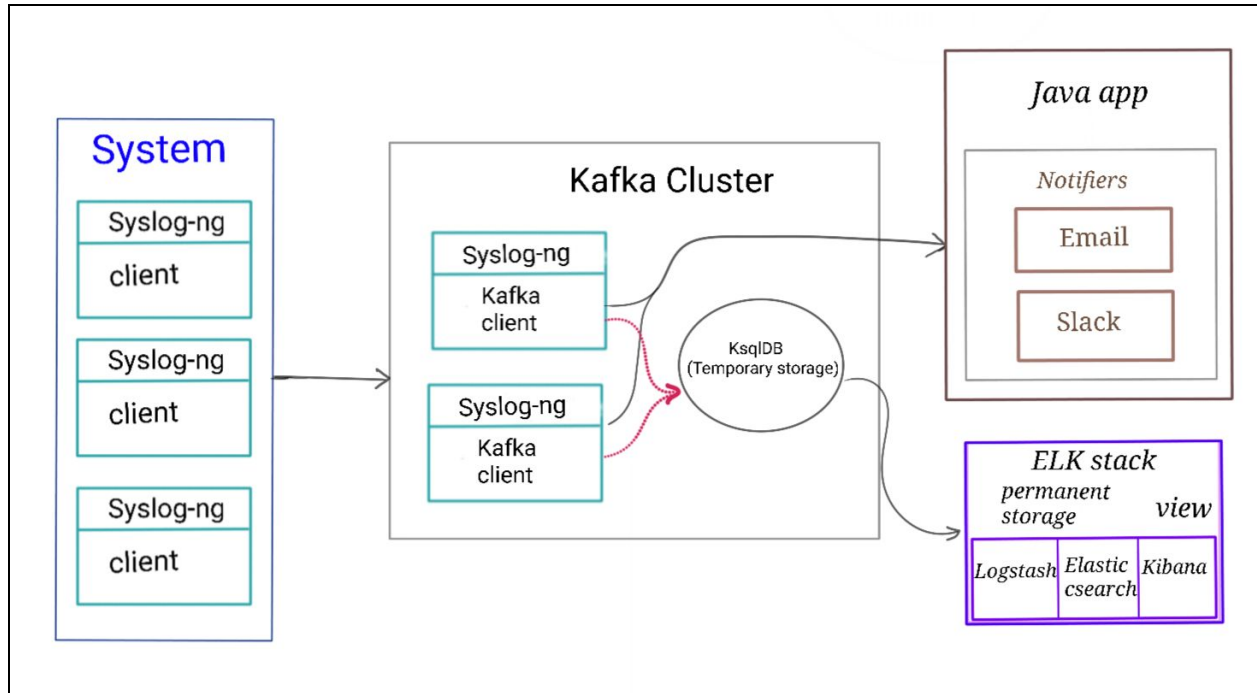 System
Syslog-ng
client
Syslog-ng
client
Syslog-ng
client
Kafka Cluster
Syslog-ng
Kafka
client
Syslog-ng
Kafka
client
KsqlDB
(Temporary storage)
Java app
Notifiers
Email
Slack
ELK stack
permanent
storage
view
Logstash
Elastic
csearch
Kibana